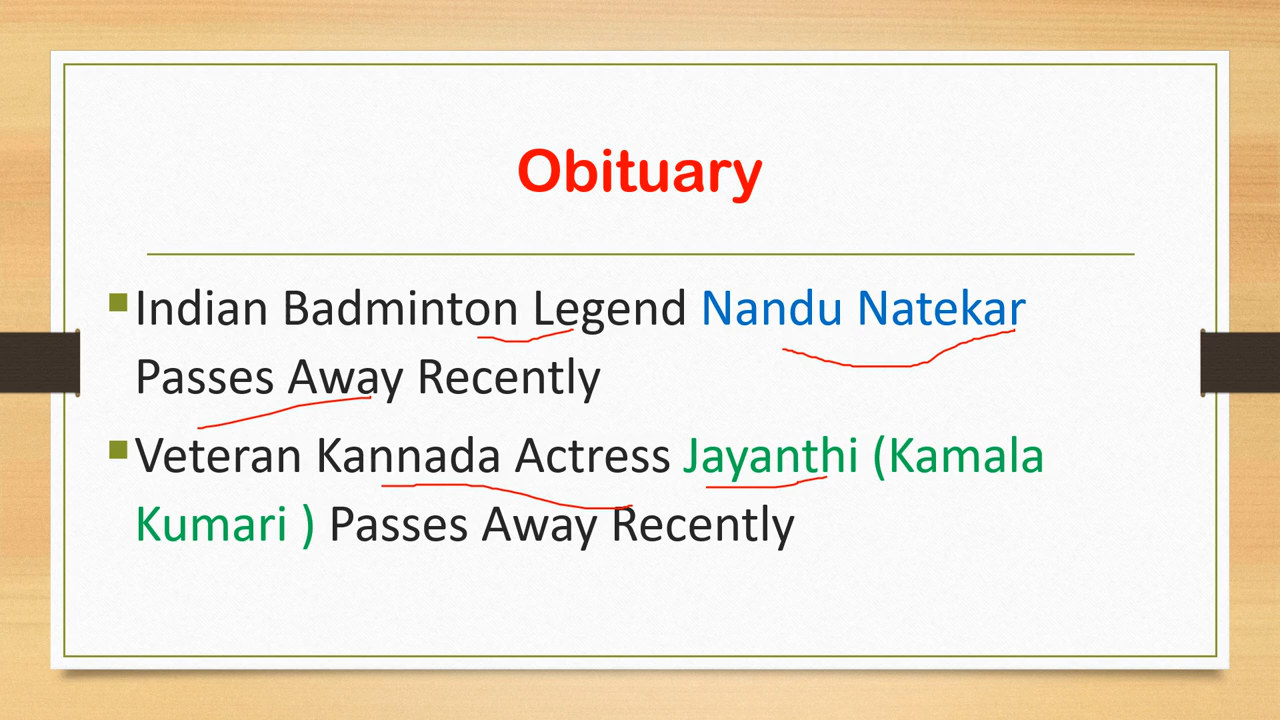 Obituary
Indian Badminton Legend Nandu Natekar
Passes Away Recently
Veteran Kannada Actress Jayanthi (Kamala
Kumari ) Passes Away Recently